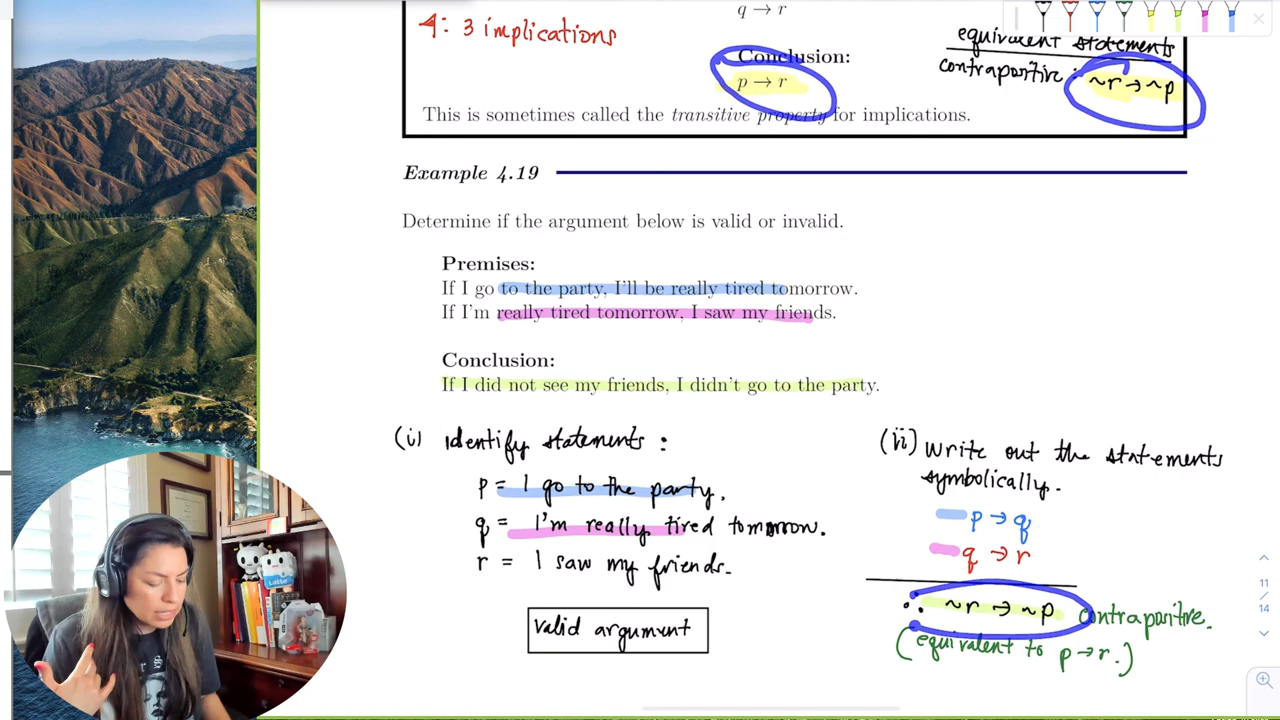 q → r
4: 3 implications
equivalent statements
Conclusion:
contrapositive : ~r → ~p
p → r
This is sometimes called the transitive property for implications.
Example 4.19
Determine if the argument below is valid or invalid.
Premises:
If I go to the party, I'll be really tired tomorrow.
If I'm really tired tomorrow, I saw my friends.
Conclusion:
If I did not see my friends, I didn't go to the party.
(i) Identify statements :
p = I go to the party.
q = I'm really tired tomorrow.
r = I saw my friends.
valid argument
(ii) Write out the statements
symbolically.
p → q
q → r
∴ ~r → ~p contrapositive.
(equivalent to p → r.)
11
/
14
Latte